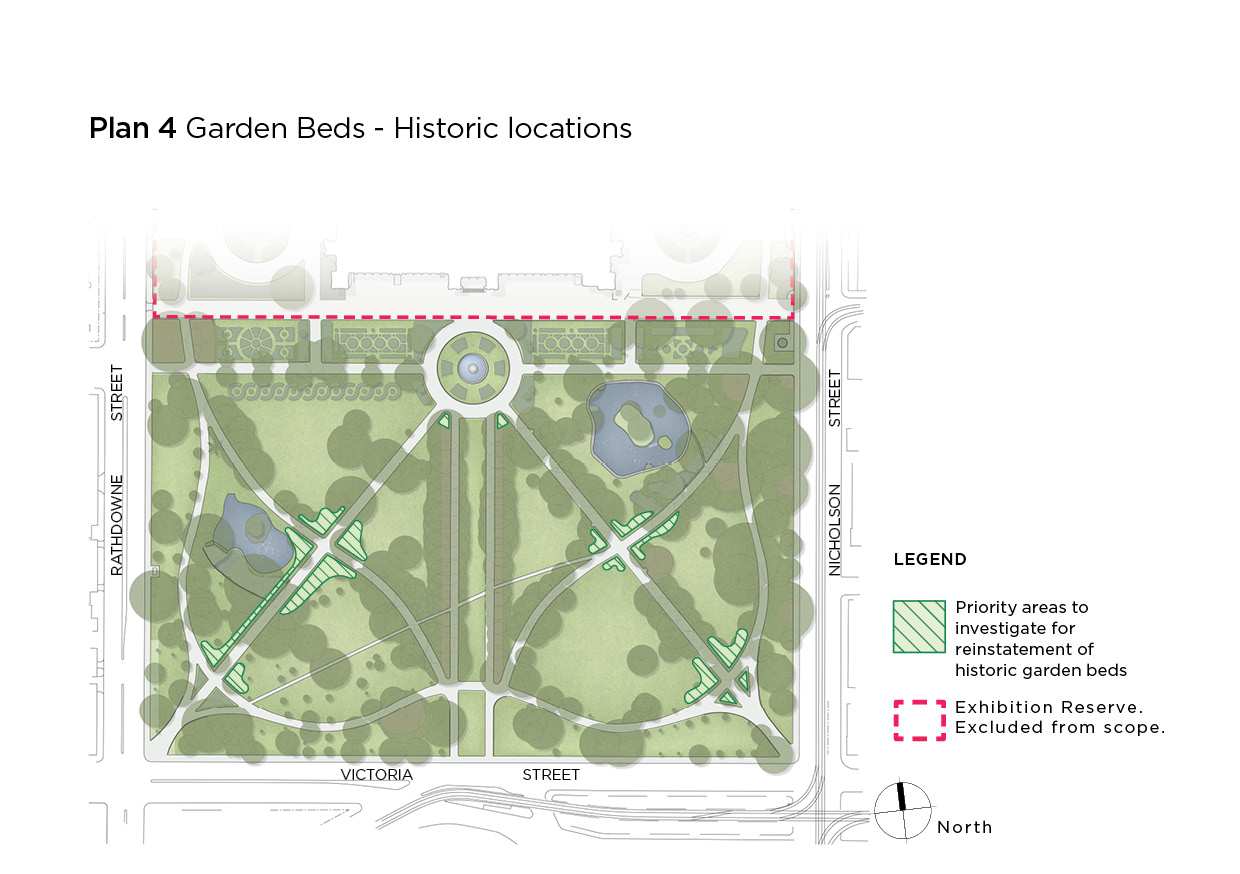 Plan 4 Garden Beds - Historic locations
RATHDOWNE STREET
NICHOLSON STREET
VICTORIA STREET
LEGEND
Priority areas to
investigate for
reinstatement of
historic garden beds
Exhibition Reserve.
Excluded from scope.
North